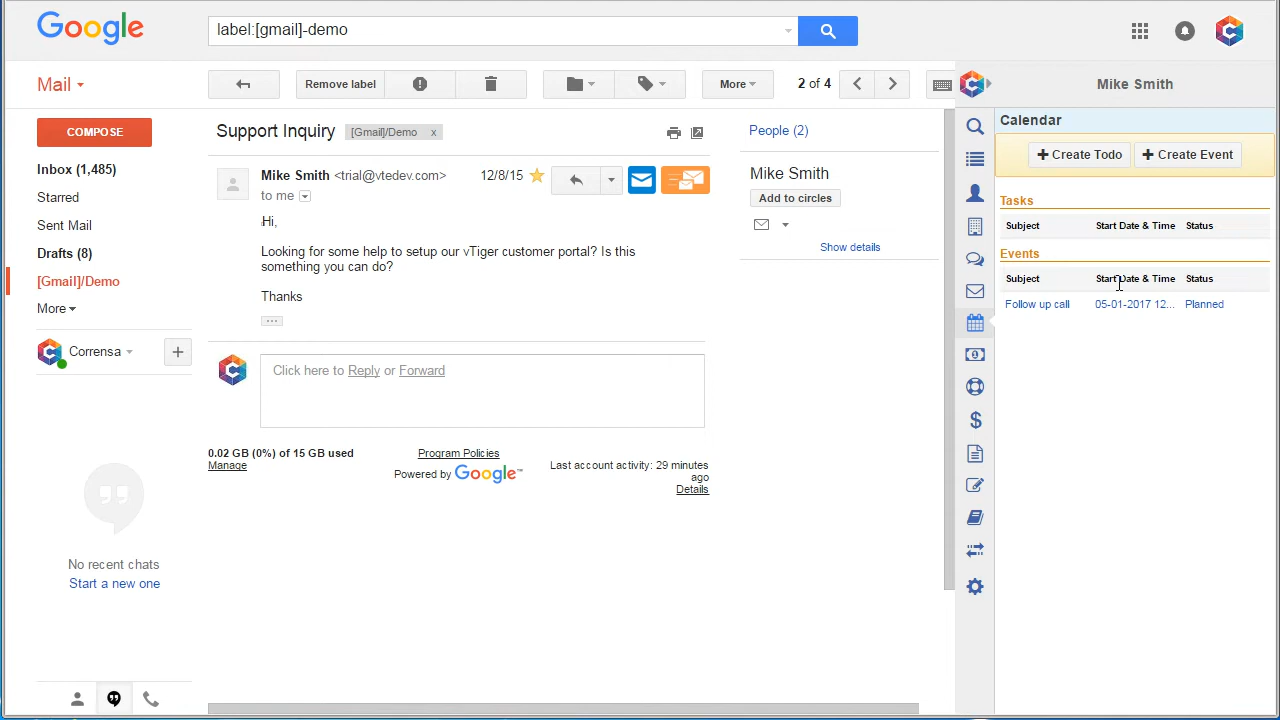 Google
label:[gmail]-demo
Mail
Remove label
More
2 of 4
Mike Smith
COMPOSE
Inbox (1,485)
Starred
Sent Mail
Drafts (8)
[Gmail]/Demo
More
Corrensa
No recent chats
Start a new one
Support Inquiry
[Gmail]/Demo x
Mike Smith <trial@vtedev.com>
12/8/15
to me
Hi,
Looking for some help to setup our vTiger customer portal? Is this
something you can do?
Thanks
Click here to Reply or Forward
0.02 GB (0%) of 15 GB used
Manage
Program Policies
Powered by Google™
Last account activity: 29 minutes
ago
Details
People (2)
Mike Smith
Add to circles
Show details
Calendar
Create Todo
Create Event
Tasks
Subject Start Date & Time Status
Events
Subject Start Date & Time Status
Follow up call 05-01-2017 12... Planned